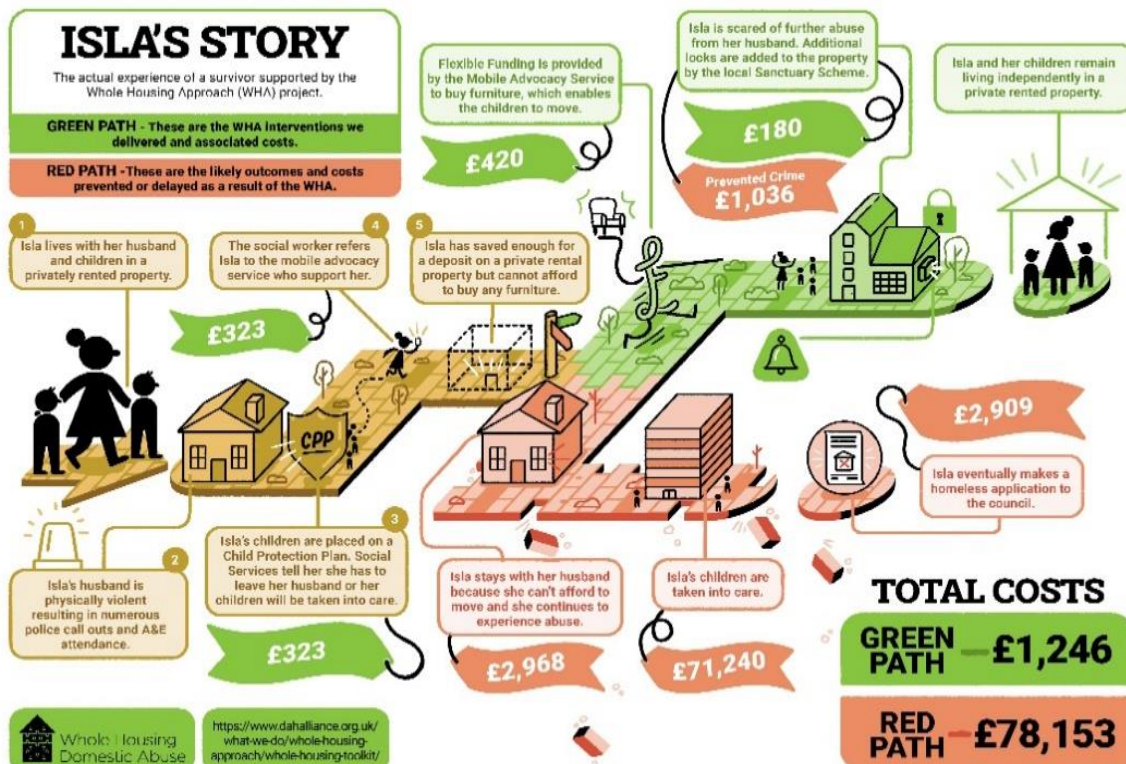 ISLA'S STORY
The actual experience of a survivor supported by the
Whole Housing Approach (WHA) project.
GREEN PATH - These are the WHA interventions we
delivered and associated costs.
RED PATH -These are the likely outcomes and costs
prevented or delayed as a result of the WHA.
Flexible Funding is provided
by the Mobile Advocacy Service
to buy furniture, which enables
the children to move.
£420
Isla is scared of further abuse
from her husband. Additional
locks are added to the property
by the local Sanctuary Scheme.
£180
Prevented Crime
£1,036
Isla and her children remain
living independently in a
private rented property.
1
Isla lives with her husband
and children in a
privately rented property.
4
The social worker refers
Isla to the mobile advocacy
service who support her.
£323
5
Isla has saved enough for
a deposit on a private rental
property but cannot afford
to buy any furniture.
CPP
2
Isla's husband is
physically violent
resulting in numerous
police call outs and A&E
attendance.
3
Isla's children are placed on a
Child Protection Plan. Social
Services tell her she has to
leave her husband or her
children will be taken into care.
£323
Isla stays with her husband
because she can't afford to
move and she continues to
experience abuse.
£2,968
Isla's children are
taken into care.
£71,240
£2,909
Isla eventually makes a
homeless application to
the council.
TOTAL COSTS
GREEN
PATH
£1,246
RED
PATH
£78,153
Whole Housing
Domestic Abuse
https://www.dahalliance.org.uk/
what-we-do/whole-housing-
approach/whole-housing-toolkit/